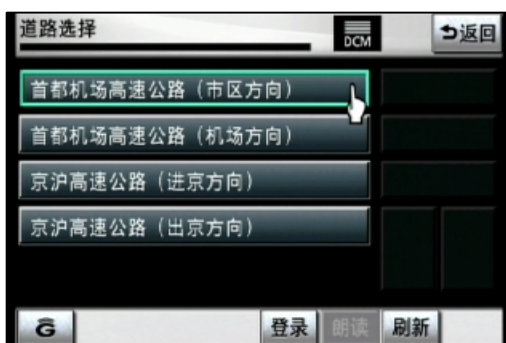 道路选择 DCM 返回
首都机场高速公路（市区方向）
首都机场高速公路（机场方向）
京沪高速公路（进京方向）
京沪高速公路（出京方向）
G 登录 朗读 刷新